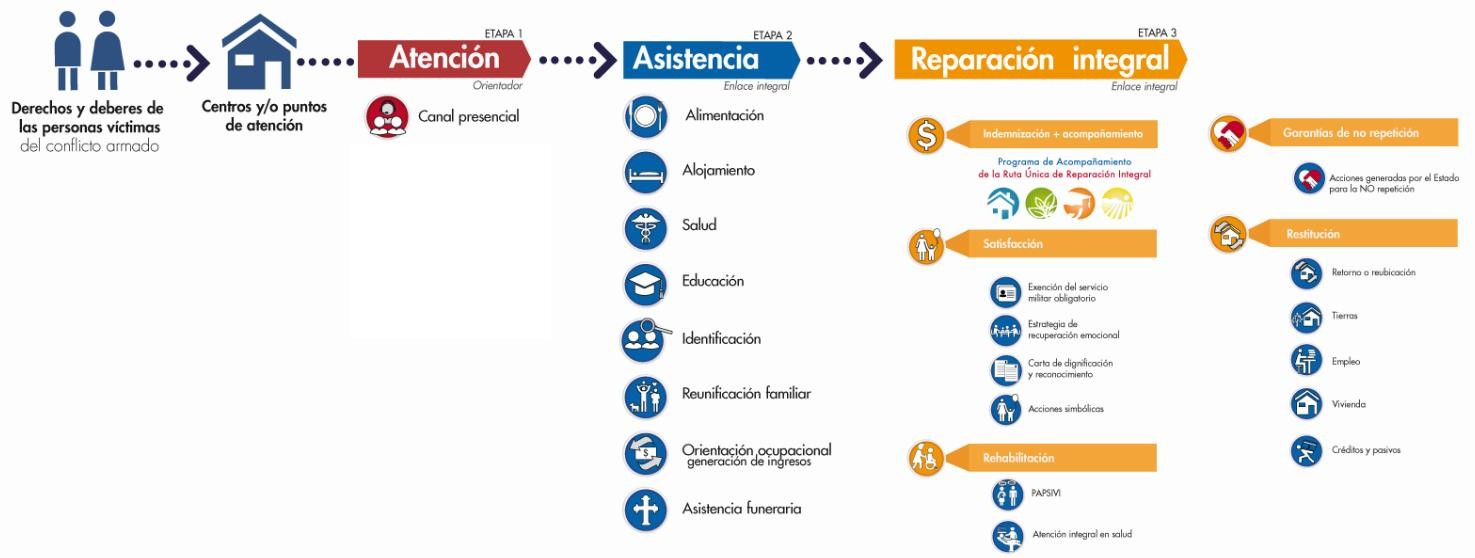 Derechos y deberes de
las personas víctimas
del conflicto armado
Centros y/o puntos
de atención
ETAPA 1
Atención
Orientador
Canal presencial
ETAPA 2
Asistencia
Enlace integral
Alimentación
Alojamiento
Salud
Educación
Identificación
Reunificación familiar
Orientación ocupacional
generación de ingresos
Asistencia funeraria
ETAPA 3
Reparación integral
Enlace integral
$
Indemnización + acompañamiento
Programa de Acompañamiento
de la Ruta Única de Reparación Integral
Satisfacción
Exención del servicio
militar obligatorio
Estrategia de
recuperación emocional
Carta de dignificación
y reconocimiento
Acciones simbólicas
Rehabilitación
PAPSIVI
Atención integral en salud
Garantías de no repetición
Acciones generadas por el Estado
para la NO repetición
Restitución
Retorno o reubicación
Tierras
Empleo
Vivienda
Créditos y pasivos